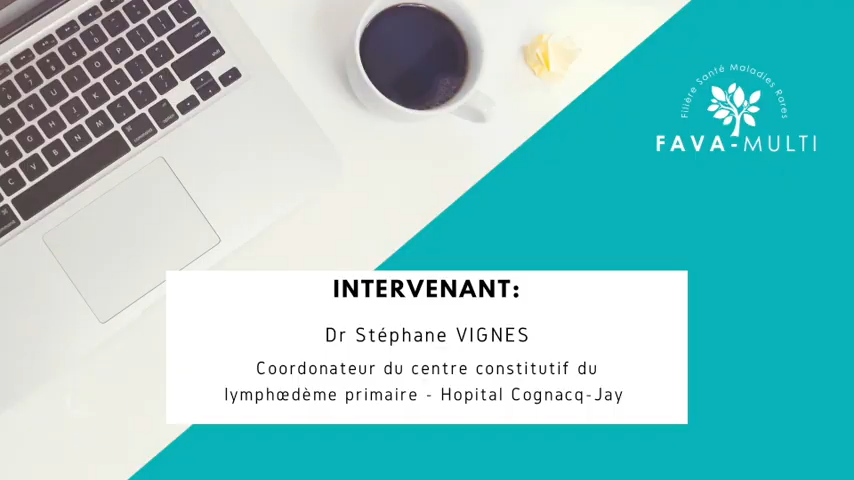 Filière Santé Maladies Rares
FAVA-MULTI
INTERVENANT:
Dr Stéphane VIGNES
Coordonateur du centre constitutif du
lymphœdème primaire - Hopital Cognacq-Jay